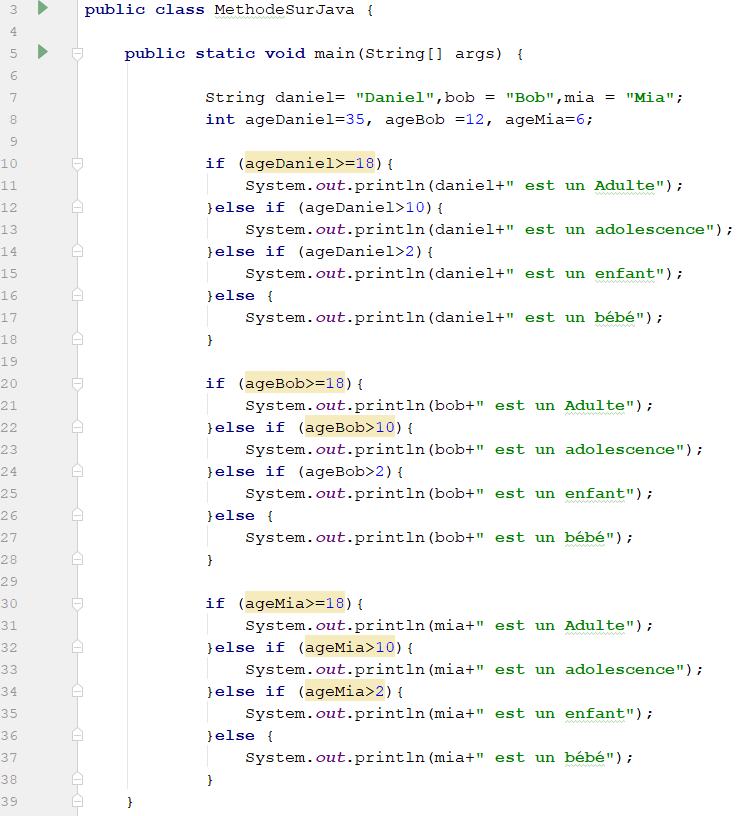 3 public class MethodeSurJava {
4
5 public static void main(String[] args) {
6
7 String daniel= "Daniel",bob = "Bob",mia = "Mia";
8 int ageDaniel=35, ageBob =12, ageMia=6;
9
10 if (ageDaniel>=18){
11 System.out.println(daniel+" est un Adulte");
12 }else if (ageDaniel>10){
13 System.out.println(daniel+" est un adolescence");
14 }else if (ageDaniel>2){
15 System.out.println(daniel+" est un enfant");
16 }else {
17 System.out.println(daniel+" est un bébé");
18 }
19
20 if (ageBob>=18){
21 System.out.println(bob+" est un Adulte");
22 }else if (ageBob>10){
23 System.out.println(bob+" est un adolescence");
24 }else if (ageBob>2){
25 System.out.println(bob+" est un enfant");
26 }else {
27 System.out.println(bob+" est un bébé");
28 }
29
30 if (ageMia>=18){
31 System.out.println(mia+" est un Adulte");
32 }else if (ageMia>10){
33 System.out.println(mia+" est un adolescence");
34 }else if (ageMia>2){
35 System.out.println(mia+" est un enfant");
36 }else {
37 System.out.println(mia+" est un bébé");
38 }
39 }